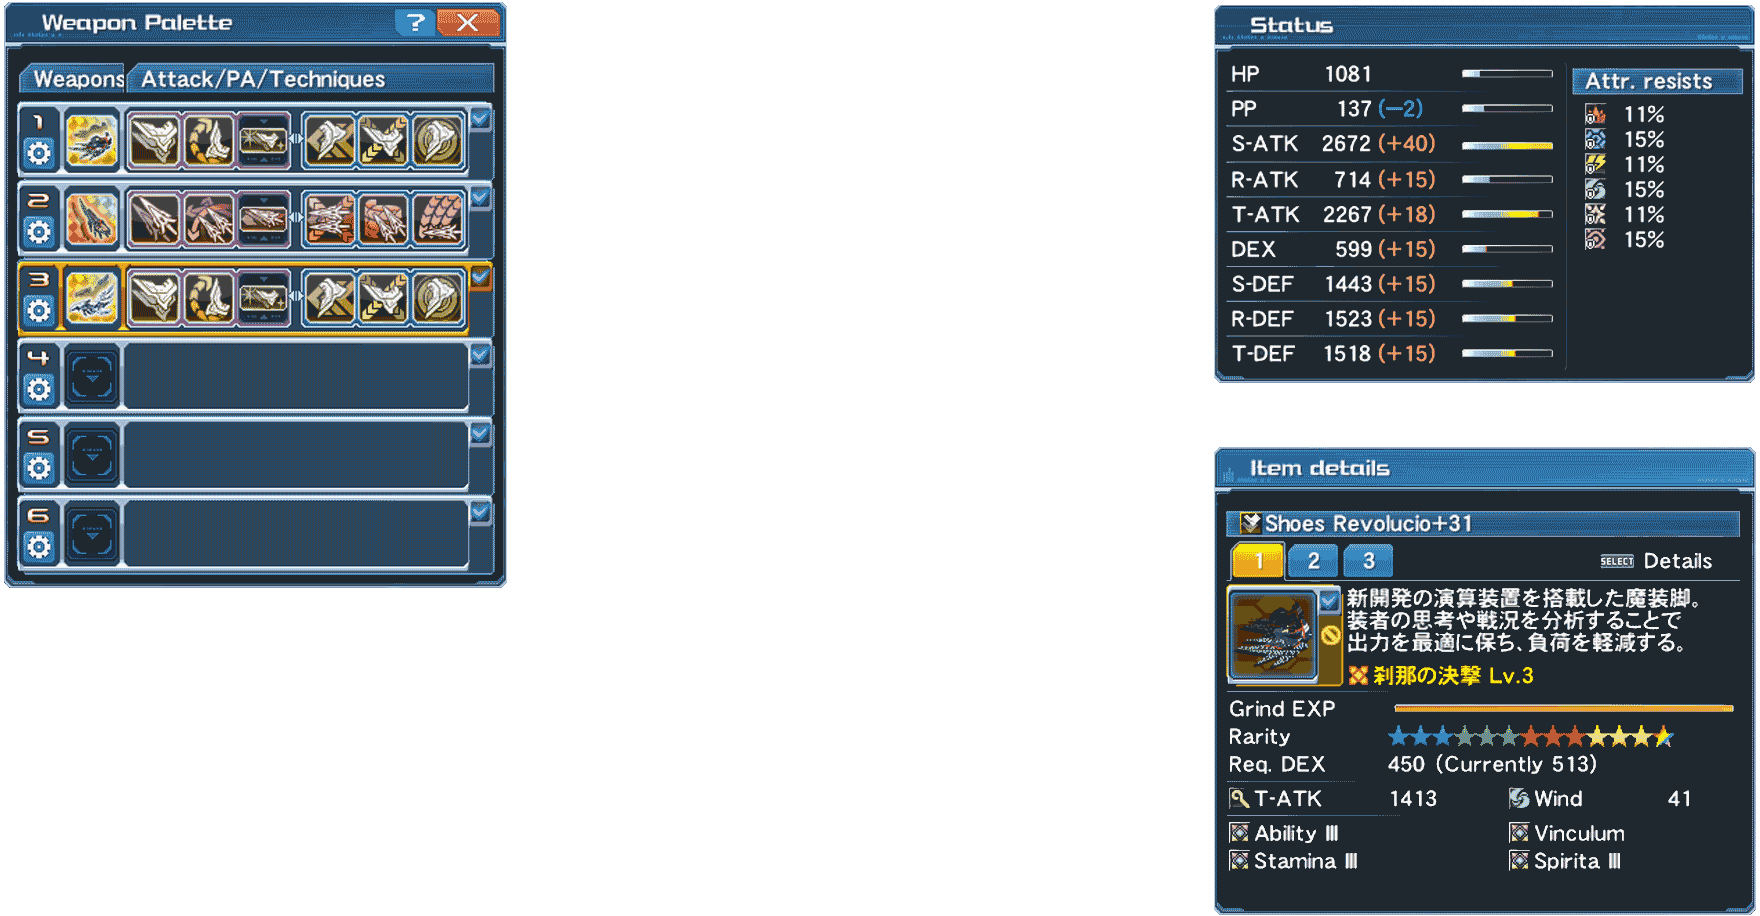 Weapon Palette
?
X
Weapons
Attack/PA/Techniques
1
2
3
4
5
6
Status
HP 1081
PP 137 (-2)
S-ATK 2672 (+40)
R-ATK 714 (+15)
T-ATK 2267 (+18)
DEX 599 (+15)
S-DEF 1443 (+15)
R-DEF 1523 (+15)
T-DEF 1518 (+15)
Attr. resists
11%
15%
11%
15%
11%
15%
Item details
Shoes Revolucio+31
1 2 3 SELECT Details
新開発の演算装置を搭載した魔装脚。
装者の思考や戦況を分析することで
出力を最適に保ち、負荷を軽減する。
刹那の決撃 Lv.3
Grind EXP
Rarity
Req. DEX 450 (Currently 513)
T-ATK 1413 Wind 41
Ability III Vinculum
Stamina III Spirita III